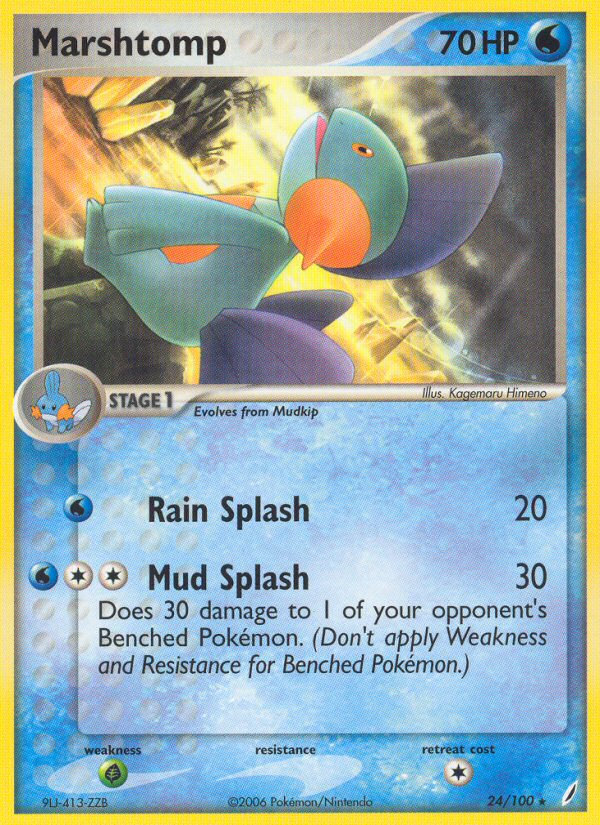 Marshtomp 70 HP
Illus. Kagemaru Himeno
STAGE 1
Evolves from Mudkip
Rain Splash 20
Mud Splash 30
Does 30 damage to 1 of your opponent's
Benched Pokémon. (Don't apply Weakness
and Resistance for Benched Pokémon.)
weakness resistance retreat cost
9LJ-413-ZZB ©2006 Pokémon/Nintendo 24/100 ★